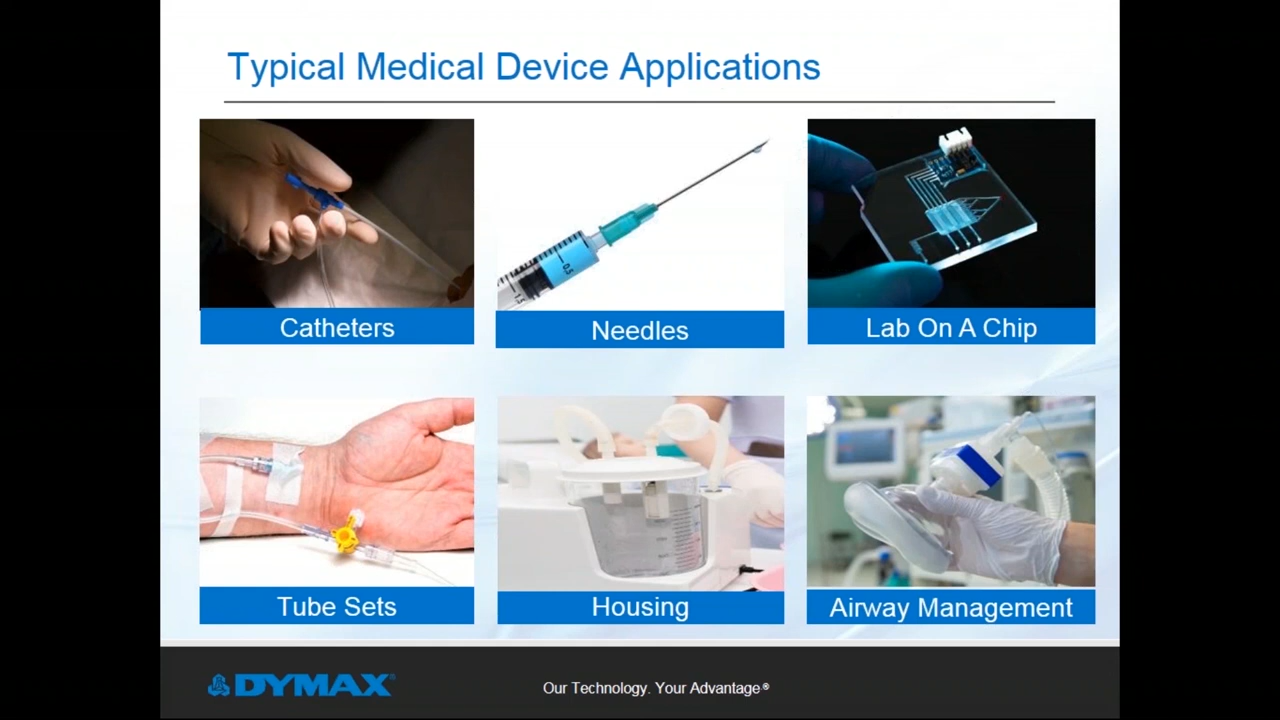 Typical Medical Device Applications
Catheters
Needles
Lab On A Chip
Tube Sets
Housing
Airway Management
DYMAX®
Our Technology. Your Advantage®